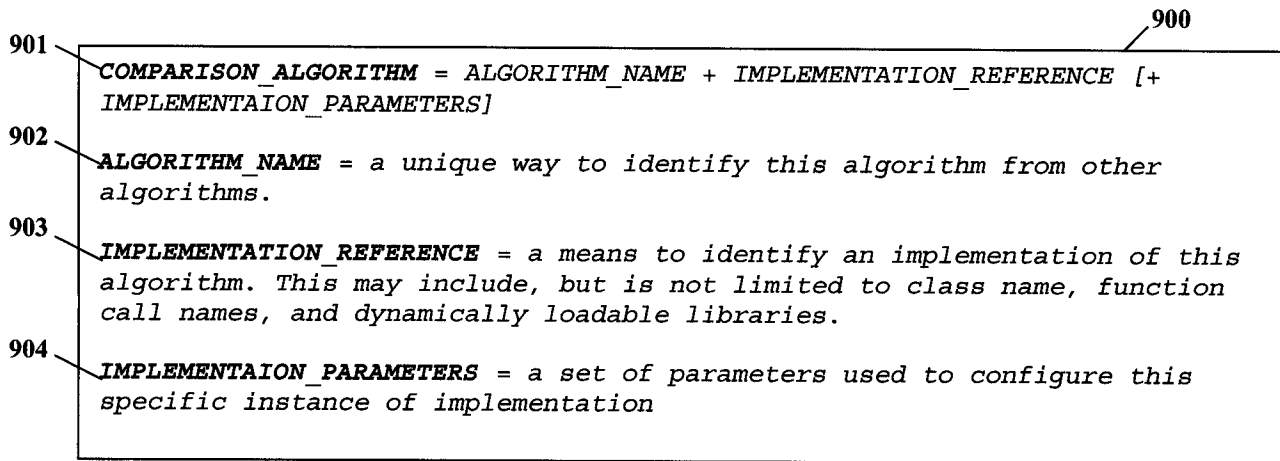 900
901
COMPARISON_ALGORITHM = ALGORITHM_NAME + IMPLEMENTATION_REFERENCE [+
IMPLEMENTAION_PARAMETERS]
902
ALGORITHM_NAME = a unique way to identify this algorithm from other
algorithms.
903
IMPLEMENTATION_REFERENCE = a means to identify an implementation of this
algorithm. This may include, but is not limited to class name, function
call names, and dynamically loadable libraries.
904
IMPLEMENTAION_PARAMETERS = a set of parameters used to configure this
specific instance of implementation